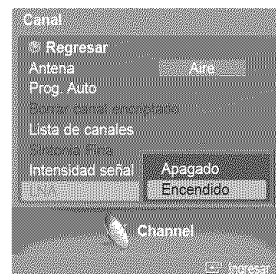 Canal
Regresar
Antena Aire
Prog. Auto
Borrar canal encriptado
Lista de canales
Sintonía Fina
Intensidad señal Apagado
LNA Encendido
Channel
Ingresar